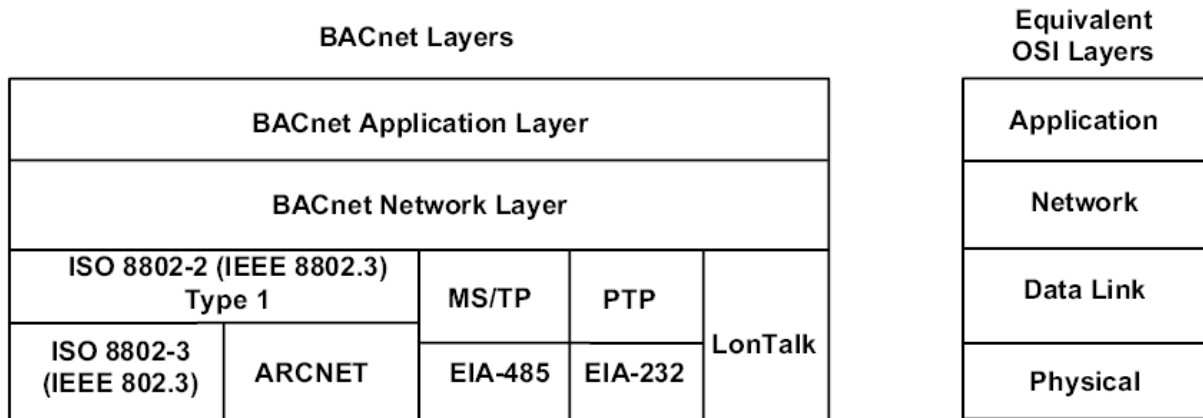 BACnet Layers
Equivalent
OSI Layers
BACnet Application Layer
Application
BACnet Network Layer
Network
ISO 8802-2 (IEEE 8802.3)
Type 1
MS/TP
PTP
LonTalk
Data Link
ISO 8802-3
(IEEE 802.3)
ARCNET
EIA-485
EIA-232
Physical